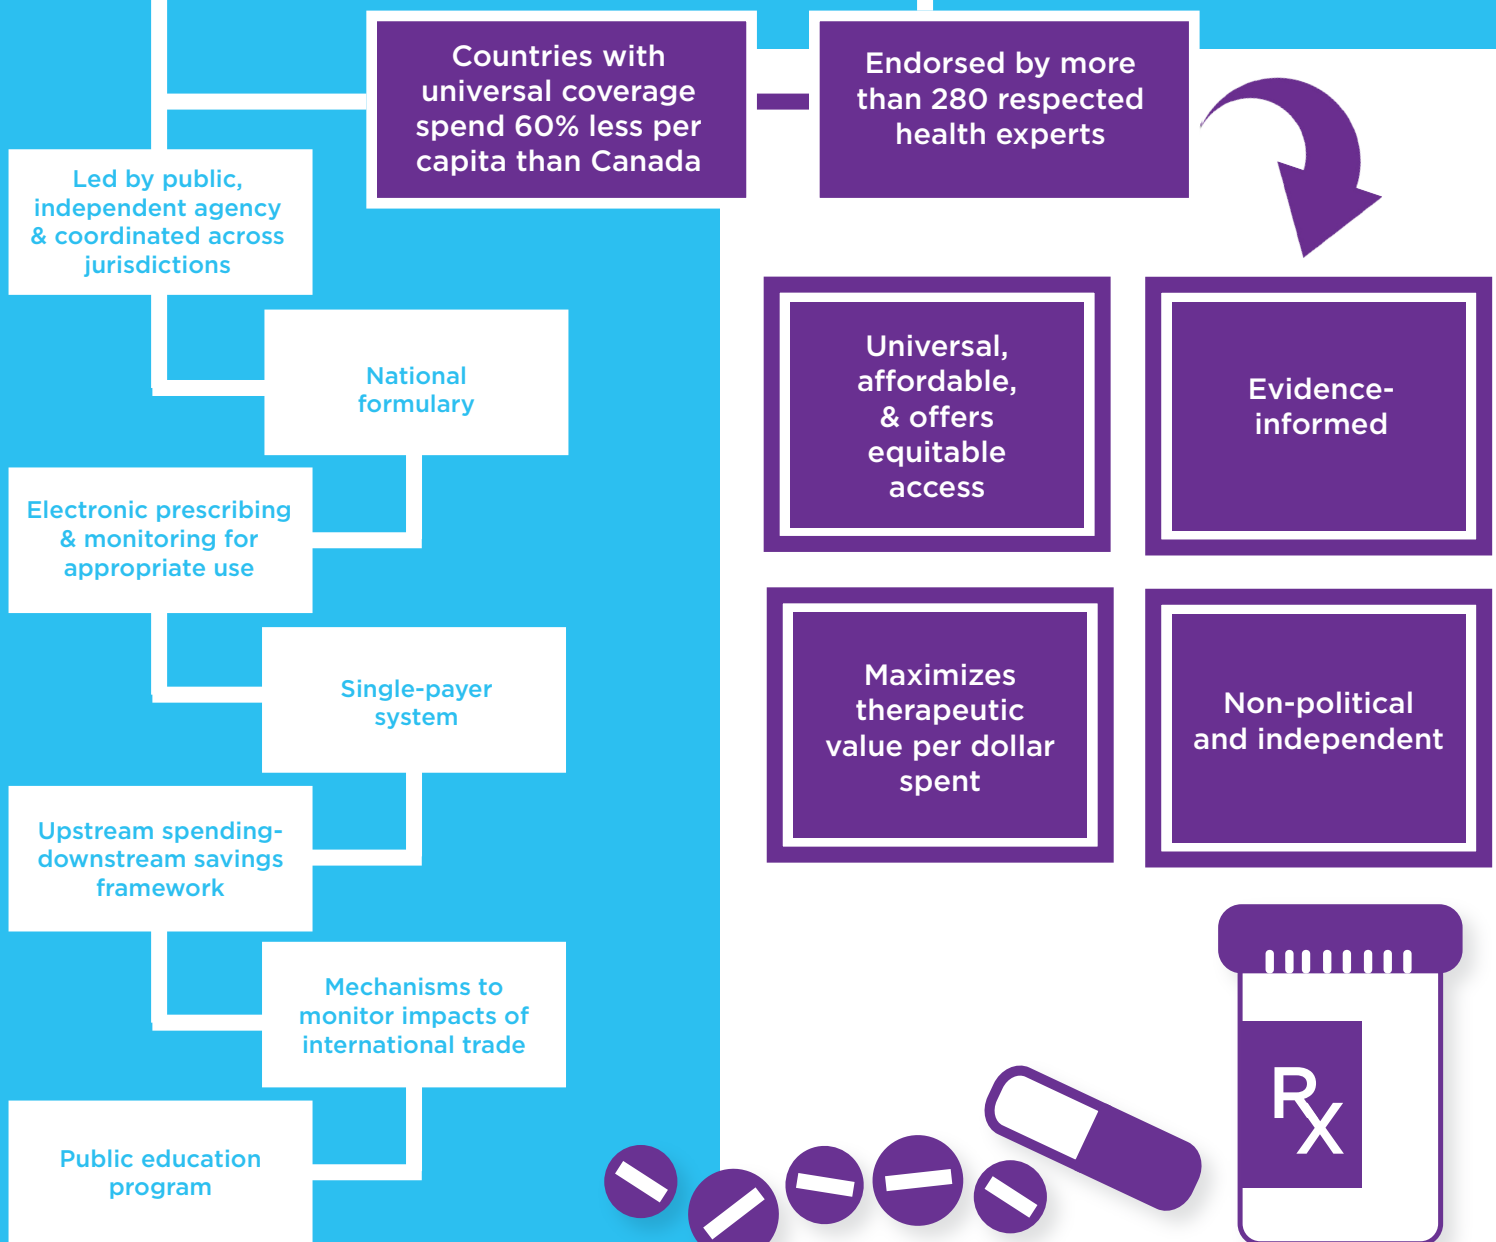 Countries with
universal coverage
spend 60% less per
capita than Canada
Endorsed by more
than 280 respected
health experts
Led by public,
independent agency
& coordinated across
jurisdictions
National
formulary
Electronic prescribing
& monitoring for
appropriate use
Single-payer
system
Upstream spending-
downstream savings
framework
Mechanisms to
monitor impacts of
international trade
Public education
program
Universal,
affordable,
& offers
equitable
access
Evidence-
informed
Maximizes
therapeutic
value per dollar
spent
Non-political
and independent
Rx